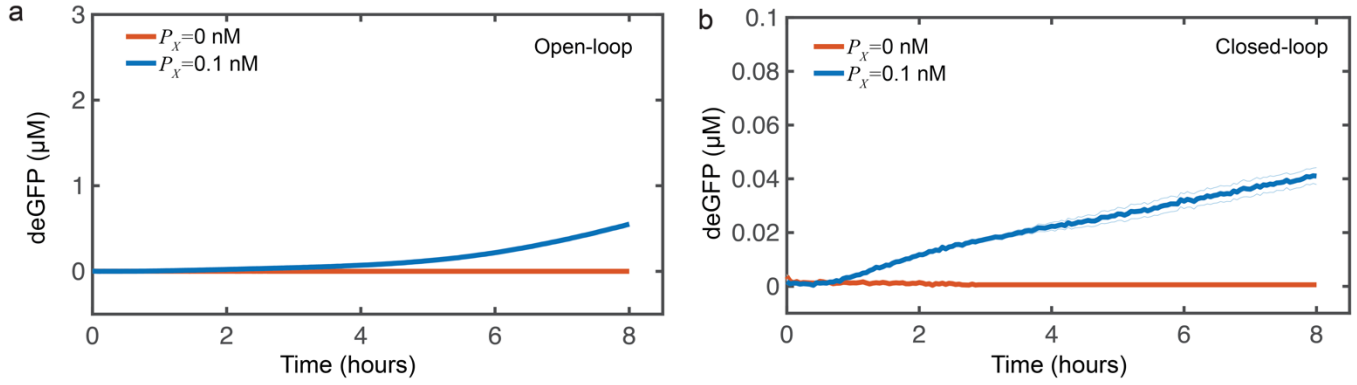 a
3
2
1
0
deGFP (µM)
P_X=0 nM
P_X=0.1 nM
Open-loop
0 2 4 6 8
Time (hours)
b
0.1
0.08
0.06
0.04
0.02
0
deGFP (µM)
P_X=0 nM
P_X=0.1 nM
Closed-loop
0 2 4 6 8
Time (hours)